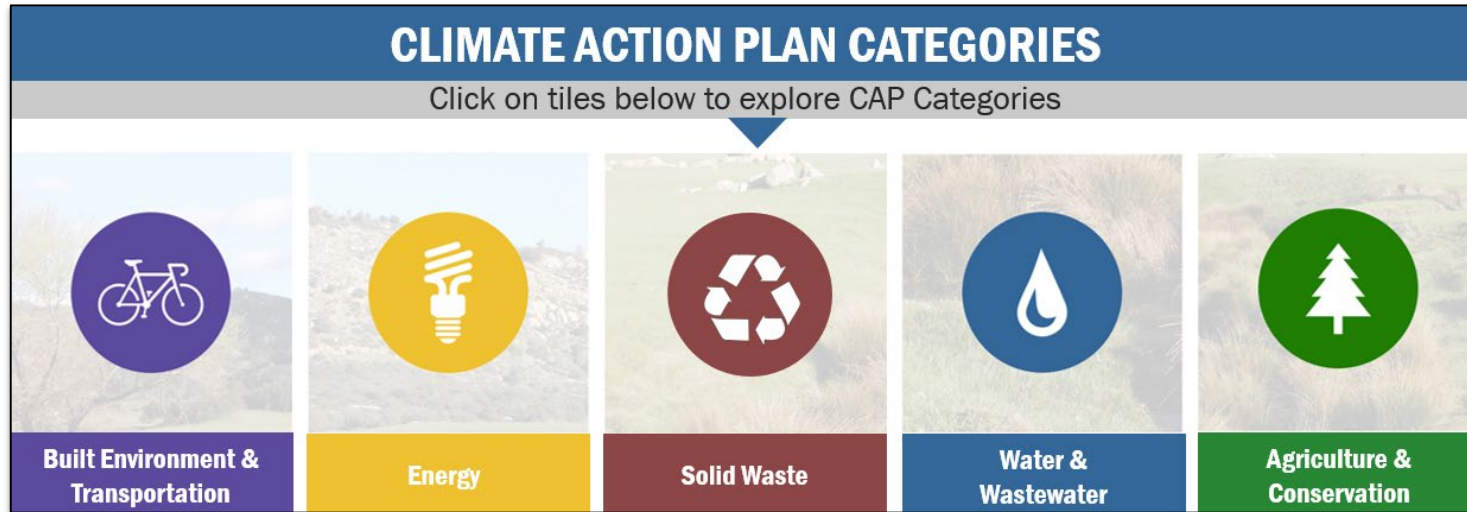 CLIMATE ACTION PLAN CATEGORIES
Click on tiles below to explore CAP Categories
Built Environment &
Transportation
Energy
Solid Waste
Water &
Wastewater
Agriculture &
Conservation